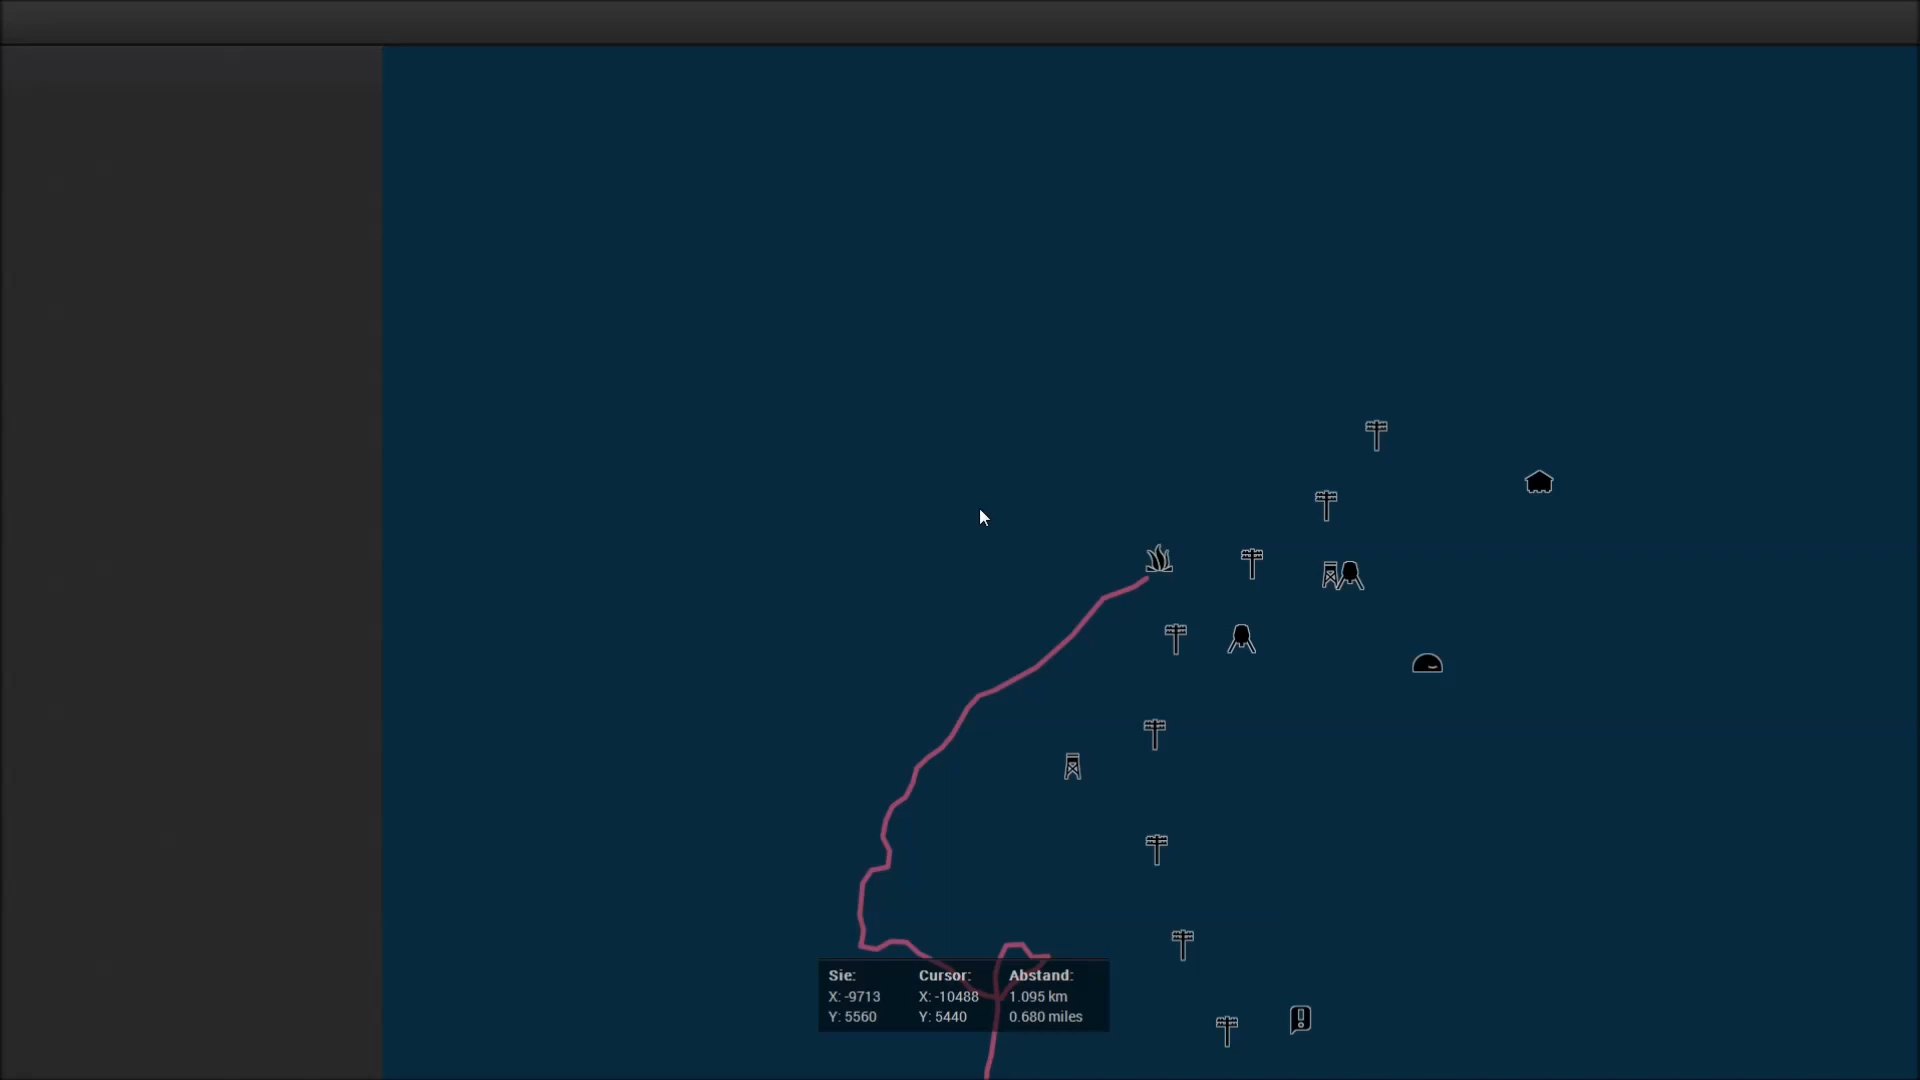 Sie: Cursor: Abstand:
X: -9713 X: -10488 1.095 km
Y: 5560 Y: 5440 0.680 miles